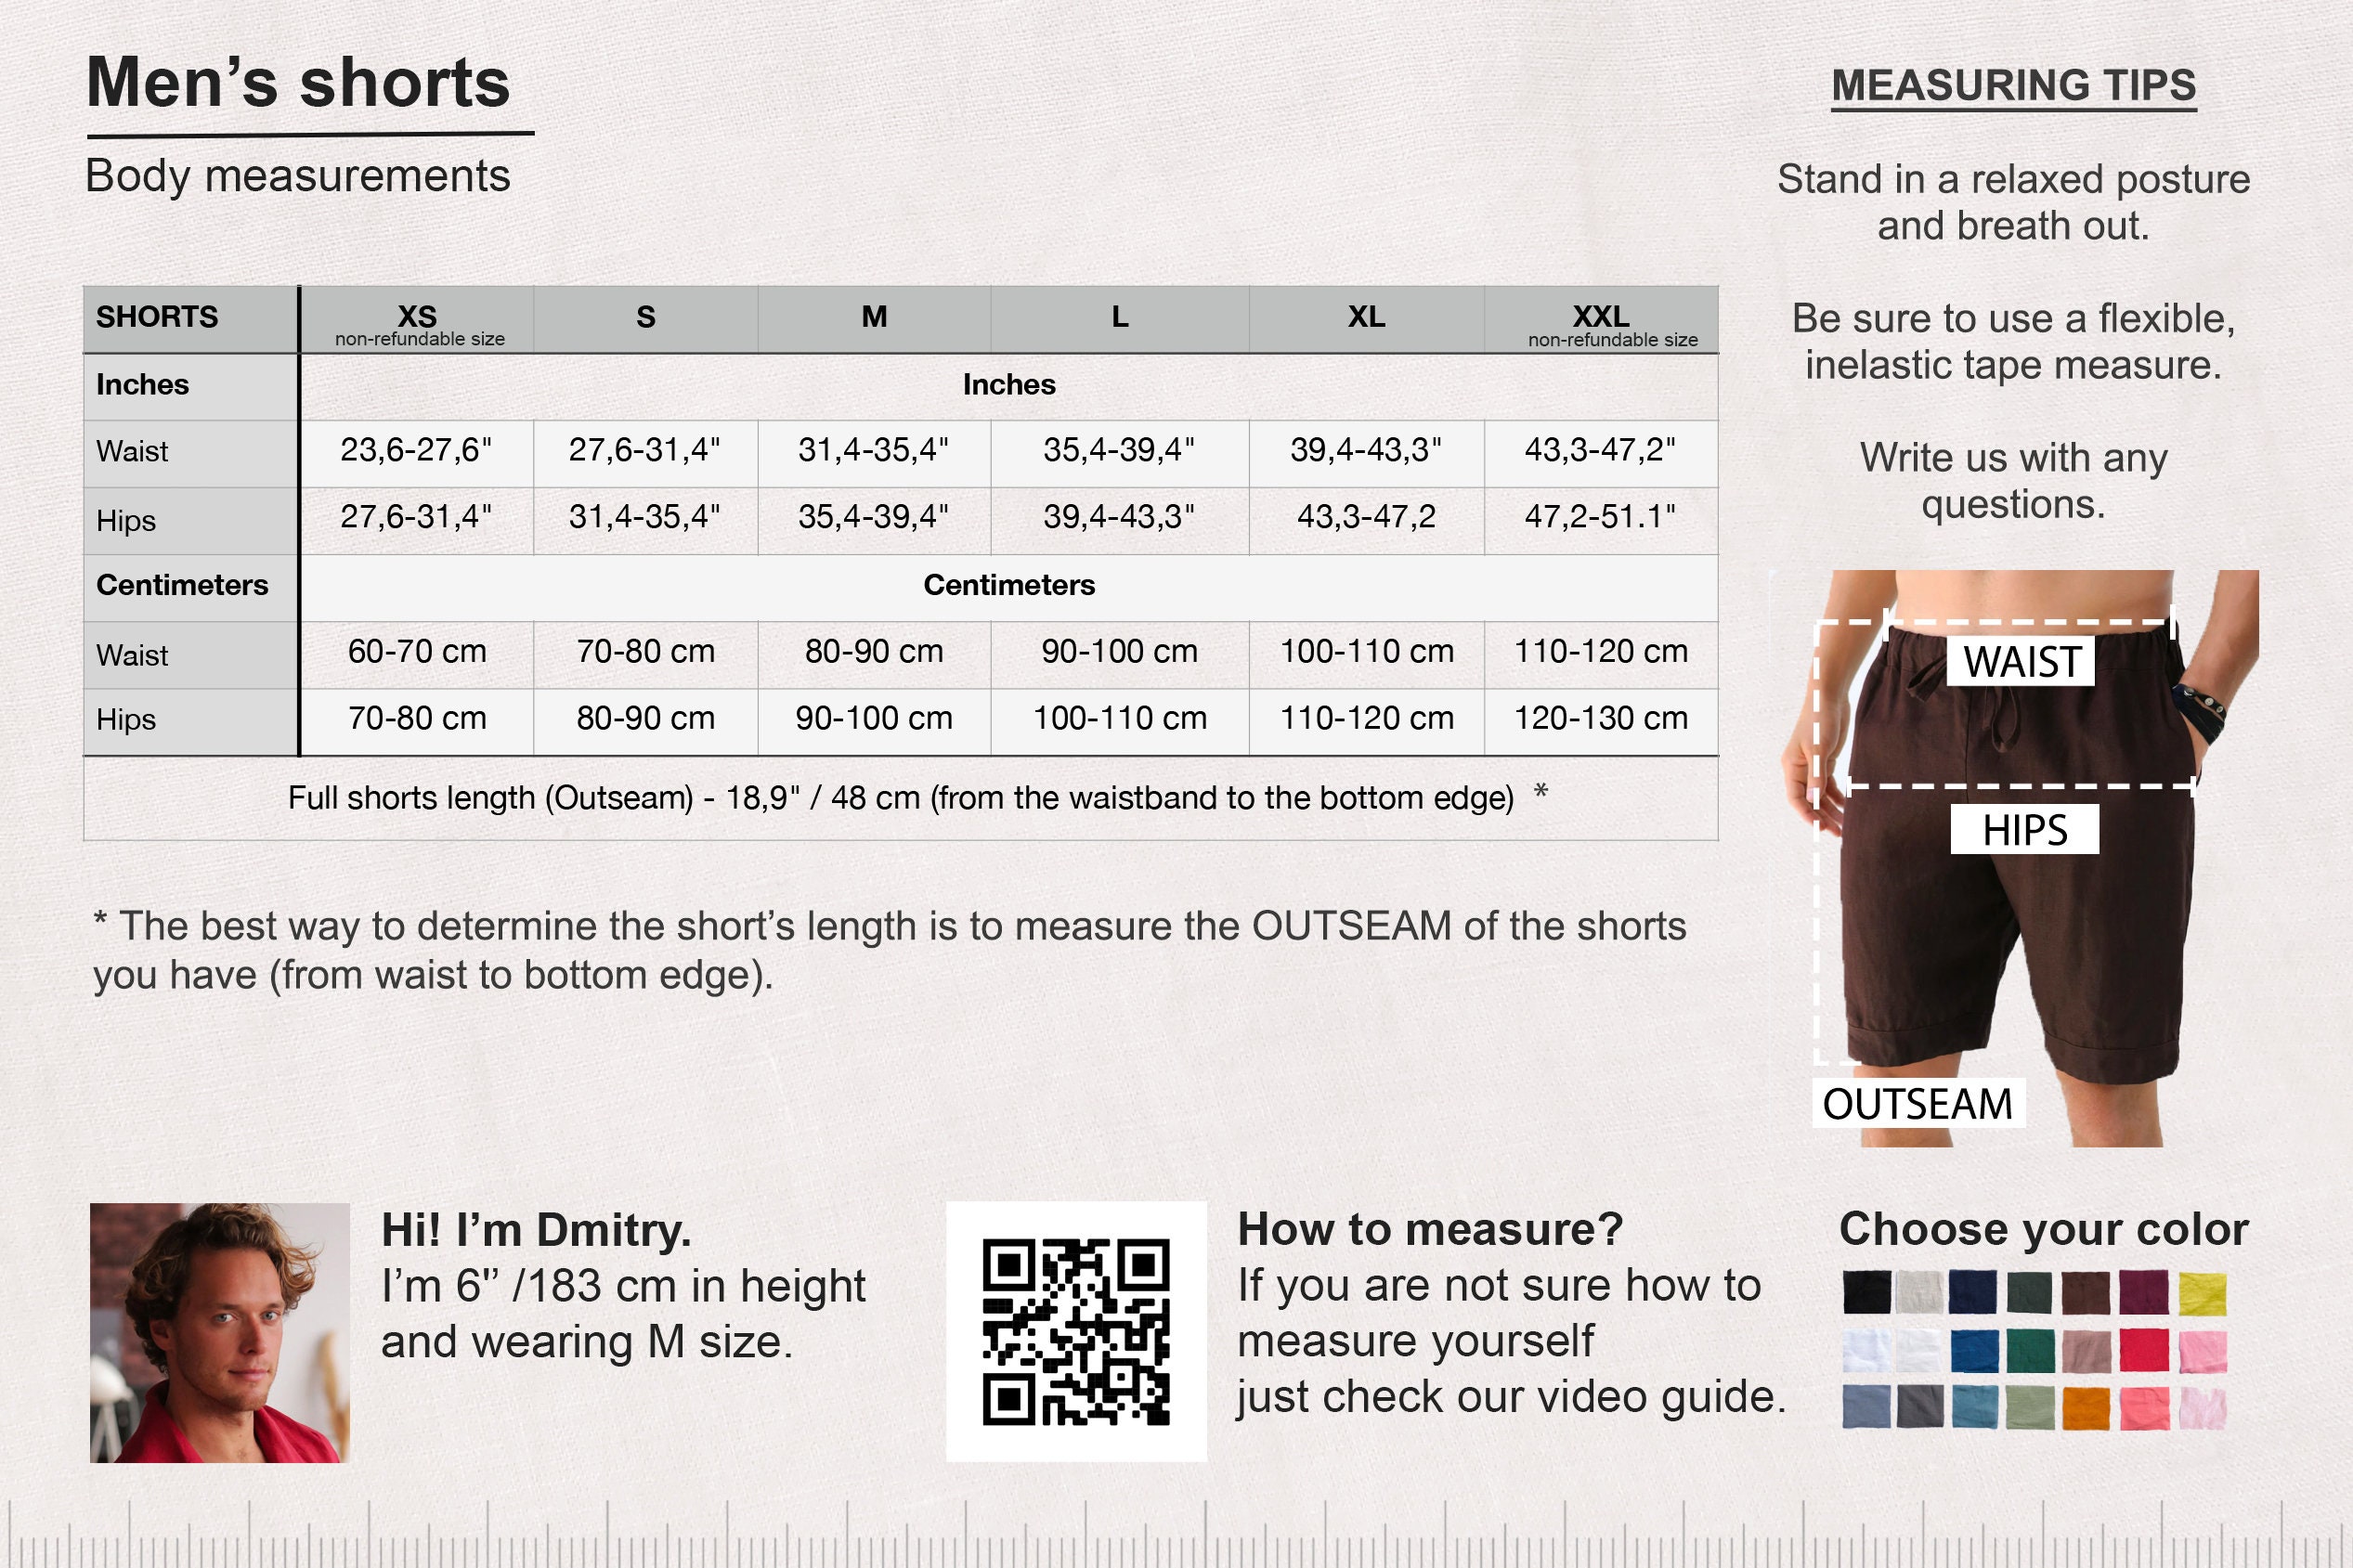 Men’s shorts
Body measurements
SHORTS XS S M L XL XXL
non-refundable size non-refundable size
Inches Inches
Waist 23,6-27,6" 27,6-31,4" 31,4-35,4" 35,4-39,4" 39,4-43,3" 43,3-47,2"
Hips 27,6-31,4" 31,4-35,4" 35,4-39,4" 39,4-43,3" 43,3-47,2 47,2-51.1"
Centimeters Centimeters
Waist 60-70 cm 70-80 cm 80-90 cm 90-100 cm 100-110 cm 110-120 cm
Hips 70-80 cm 80-90 cm 90-100 cm 100-110 cm 110-120 cm 120-130 cm
Full shorts length (Outseam) - 18,9" / 48 cm (from the waistband to the bottom edge) *
* The best way to determine the short’s length is to measure the OUTSEAM of the shorts
you have (from waist to bottom edge).
MEASURING TIPS
Stand in a relaxed posture
and breath out.
Be sure to use a flexible,
inelastic tape measure.
Write us with any
questions.
WAIST
HIPS
OUTSEAM
Hi! I’m Dmitry.
I’m 6" /183 cm in height
and wearing M size.
How to measure?
If you are not sure how to
measure yourself
just check our video guide.
Choose your color